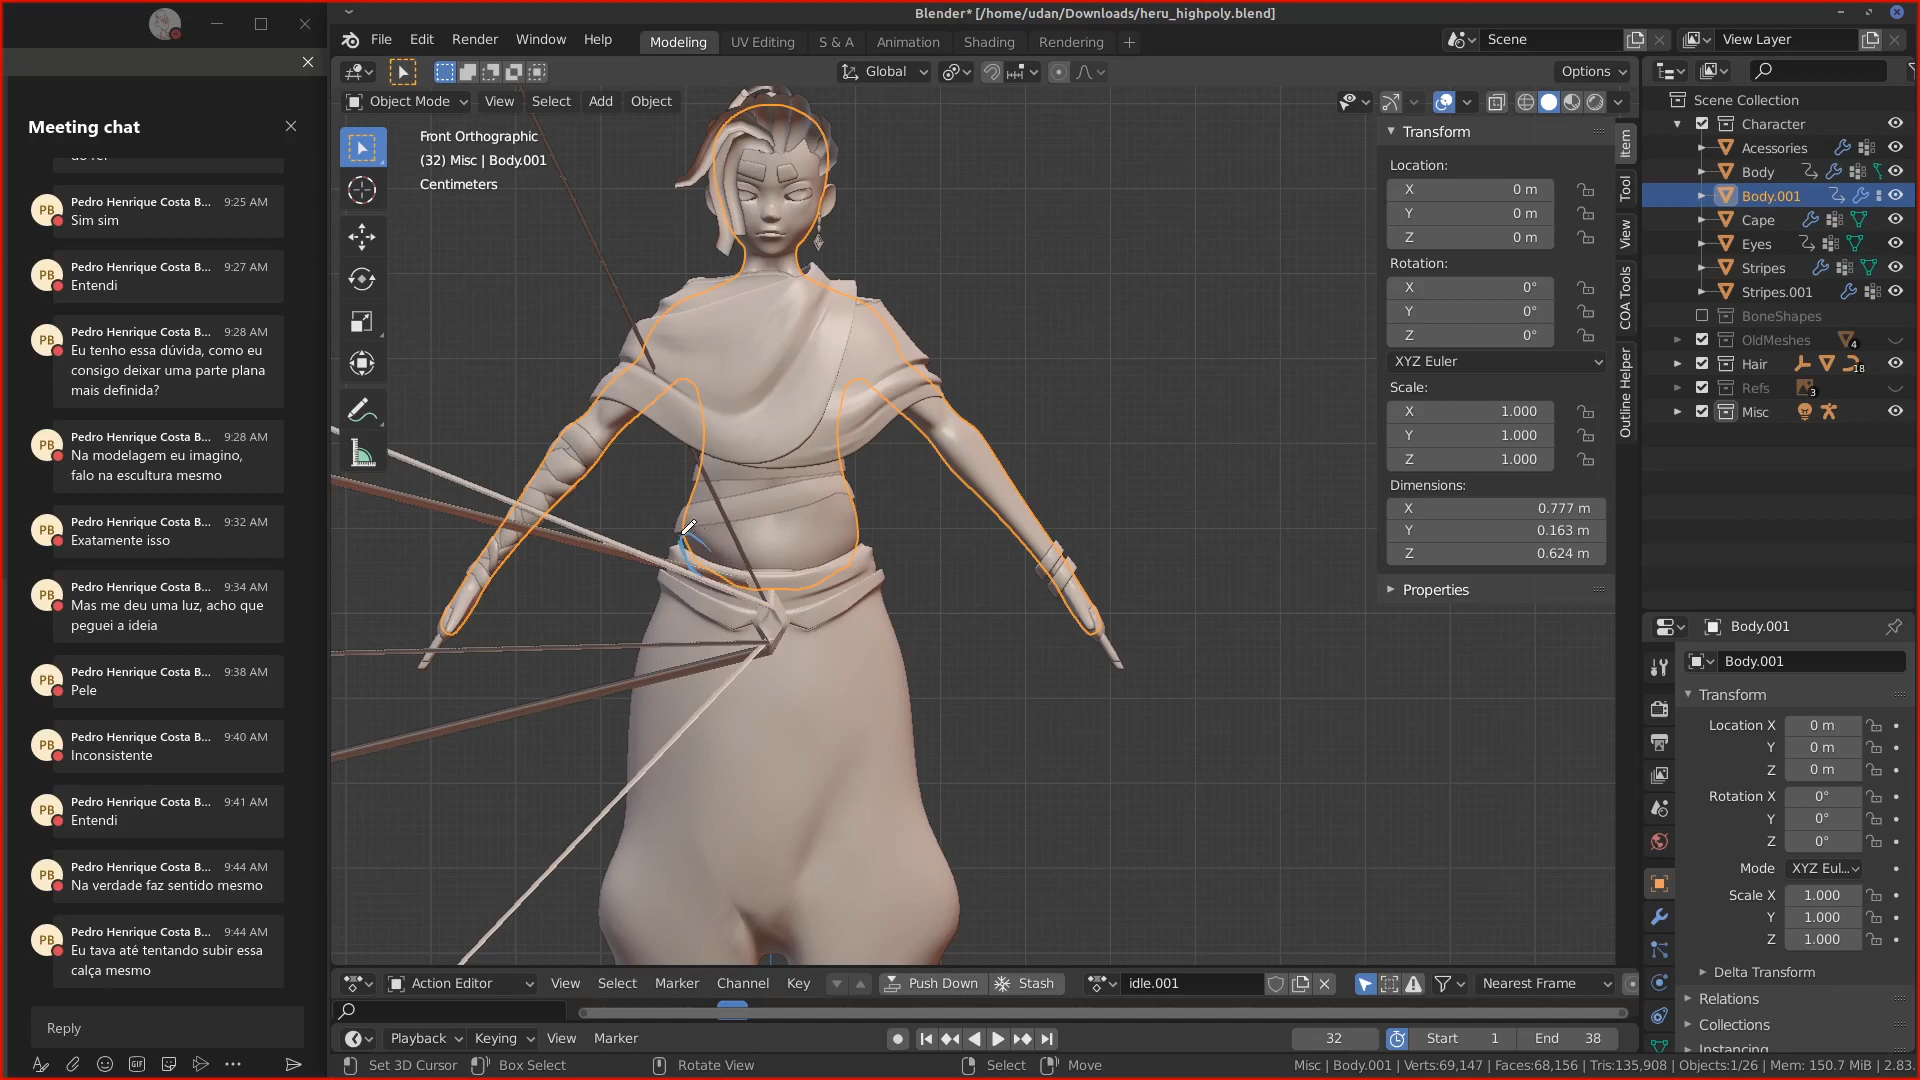 Blender* [/home/udan/Downloads/heru_highpoly.blend]
File Edit Render Window Help
Modeling UV Editing S & A Animation Shading Rendering
Scene
View Layer
Global
Options
Object Mode View Select Add Object
Front Orthographic
(32) Misc | Body.001
Centimeters
Meeting chat
Pedro Henrique Costa B... 9:25 AM
Sim sim
Pedro Henrique Costa B... 9:27 AM
Entendi
Pedro Henrique Costa B... 9:28 AM
Eu tenho essa dúvida, como eu
consigo deixar uma parte plana
mais definida?
Pedro Henrique Costa B... 9:28 AM
Na modelagem eu imagino,
falo na escultura mesmo
Pedro Henrique Costa B... 9:32 AM
Exatamente isso
Pedro Henrique Costa B... 9:34 AM
Mas me deu uma luz, acho que
peguei a ideia
Pedro Henrique Costa B... 9:38 AM
Pele
Pedro Henrique Costa B... 9:40 AM
Inconsistente
Pedro Henrique Costa B... 9:41 AM
Entendi
Pedro Henrique Costa B... 9:44 AM
Na verdade faz sentido mesmo
Pedro Henrique Costa B... 9:44 AM
Eu tava até tentando subir essa
calça mesmo
Reply
GIF
Transform
Location:
X 0 m
Y 0 m
Z 0 m
Rotation:
X 0°
Y 0°
Z 0°
XYZ Euler
Scale:
X 1.000
Y 1.000
Z 1.000
Dimensions:
X 0.777 m
Y 0.163 m
Z 0.624 m
Properties
Item
Tool
View
COA Tools
Outline Helper
Scene Collection
Character
Acessories
Body
Body.001
Cape
Eyes
Stripes
Stripes.001
BoneShapes
OldMeshes 4
Hair 18
Refs 3
Misc
Body.001
Body.001
Transform
Location X 0 m
Y 0 m
Z 0 m
Rotation X 0°
Y 0°
Z 0°
Mode XYZ Eul...
Scale X 1.000
Y 1.000
Z 1.000
Delta Transform
Relations
Collections
Instancing
Action Editor View Select Marker Channel Key Push Down Stash idle.001 Nearest Frame
Playback Keying View Marker 32 Start 1 End 38
Set 3D Cursor Box Select Rotate View Select Move
Misc | Body.001 | Verts:69,147 | Faces:68,156 | Tris:135,908 | Objects:1/26 | Mem: 150.7 MiB | 2.83.